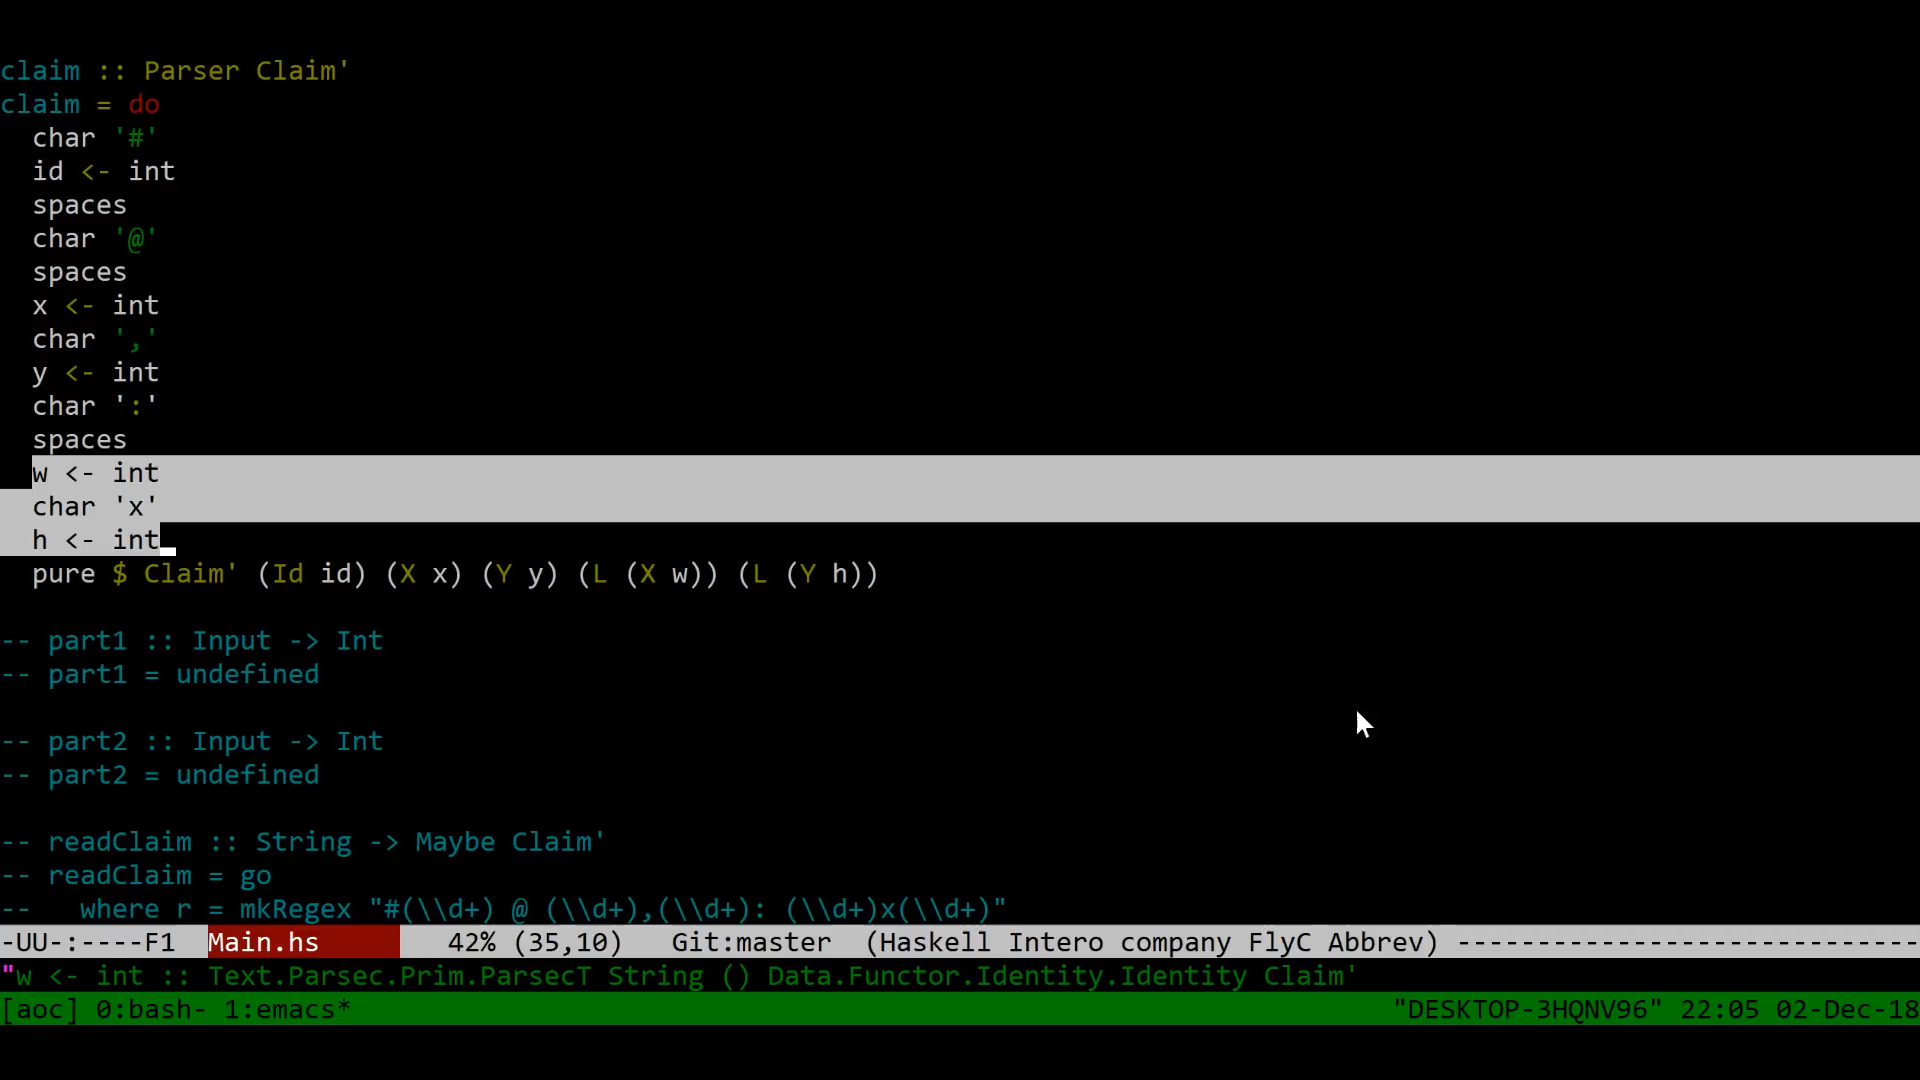 claim :: Parser Claim'
claim = do
  char '#'
  id <- int
  spaces
  char '@'
  spaces
  x <- int
  char ','
  y <- int
  char ':'
  spaces
  w <- int
  char 'x'
  h <- int
  pure $ Claim' (Id id) (X x) (Y y) (L (X w)) (L (Y h))

-- part1 :: Input -> Int
-- part1 = undefined

-- part2 :: Input -> Int
-- part2 = undefined

-- readClaim :: String -> Maybe Claim'
-- readClaim = go
--   where r = mkRegex "#(\\d+) @ (\\d+),(\\d+): (\\d+)x(\\d+)"
-UU-:----F1  Main.hs        42% (35,10)   Git:master  (Haskell Intero company FlyC Abbrev) -----------------------------
"w <- int :: Text.Parsec.Prim.ParsecT String () Data.Functor.Identity.Identity Claim'
[aoc] 0:bash- 1:emacs* "DESKTOP-3HQNV96" 22:05 02-Dec-18